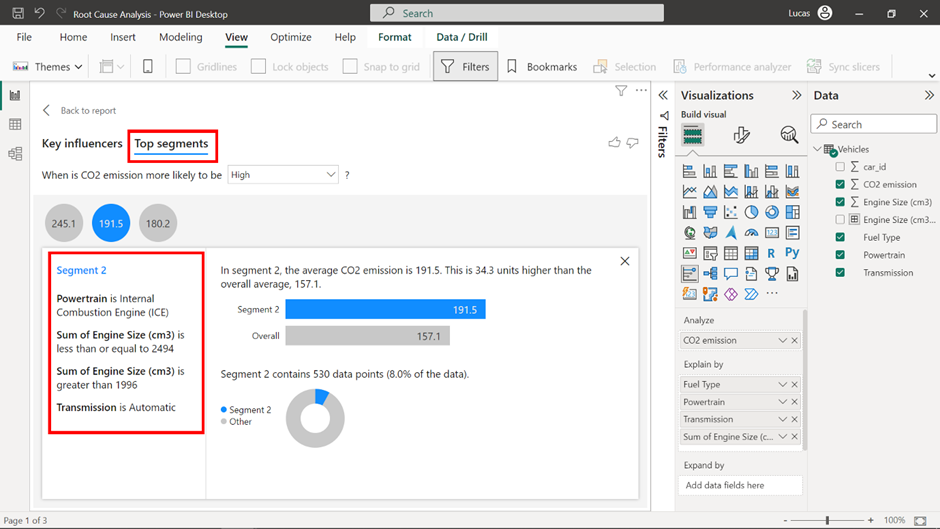 Root Cause Analysis - Power BI Desktop
Search
Lucas
File Home Insert Modeling View Optimize Help Format Data / Drill
Themes Gridlines Lock objects Snap to grid Filters Bookmarks Selection Performance analyzer Sync slicers
Back to report
Key influencers Top segments
When is CO2 emission more likely to be High ?
245.1 191.5 180.2
Segment 2
Powertrain is Internal
Combustion Engine (ICE)
Sum of Engine Size (cm3) is
less than or equal to 2494
Sum of Engine Size (cm3) is
greater than 1996
Transmission is Automatic
In segment 2, the average CO2 emission is 191.5. This is 34.3 units higher than the
overall average, 157.1.
Segment 2 191.5
Overall 157.1
Segment 2 contains 530 data points (8.0% of the data).
Segment 2
Other
Filters
Visualizations
Build visual
R Py
Analyze
CO2 emission
Explain by
Fuel Type
Powertrain
Transmission
Sum of Engine Size (c...
Expand by
Add data fields here
Data
Search
Vehicles
car_id
CO2 emission
Engine Size (cm3)
Engine Size (cm3...
Fuel Type
Powertrain
Transmission
Page 1 of 3
- + 100%